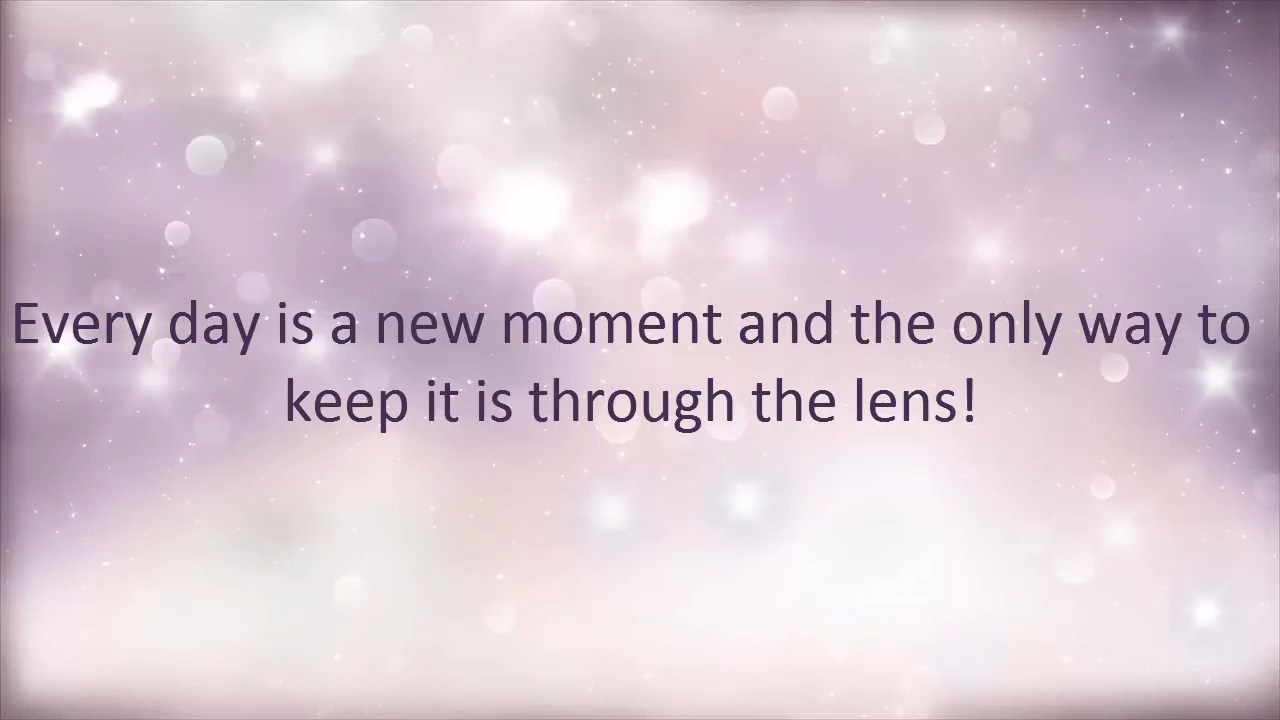 Every day is a new moment and the only way to
keep it is through the lens!